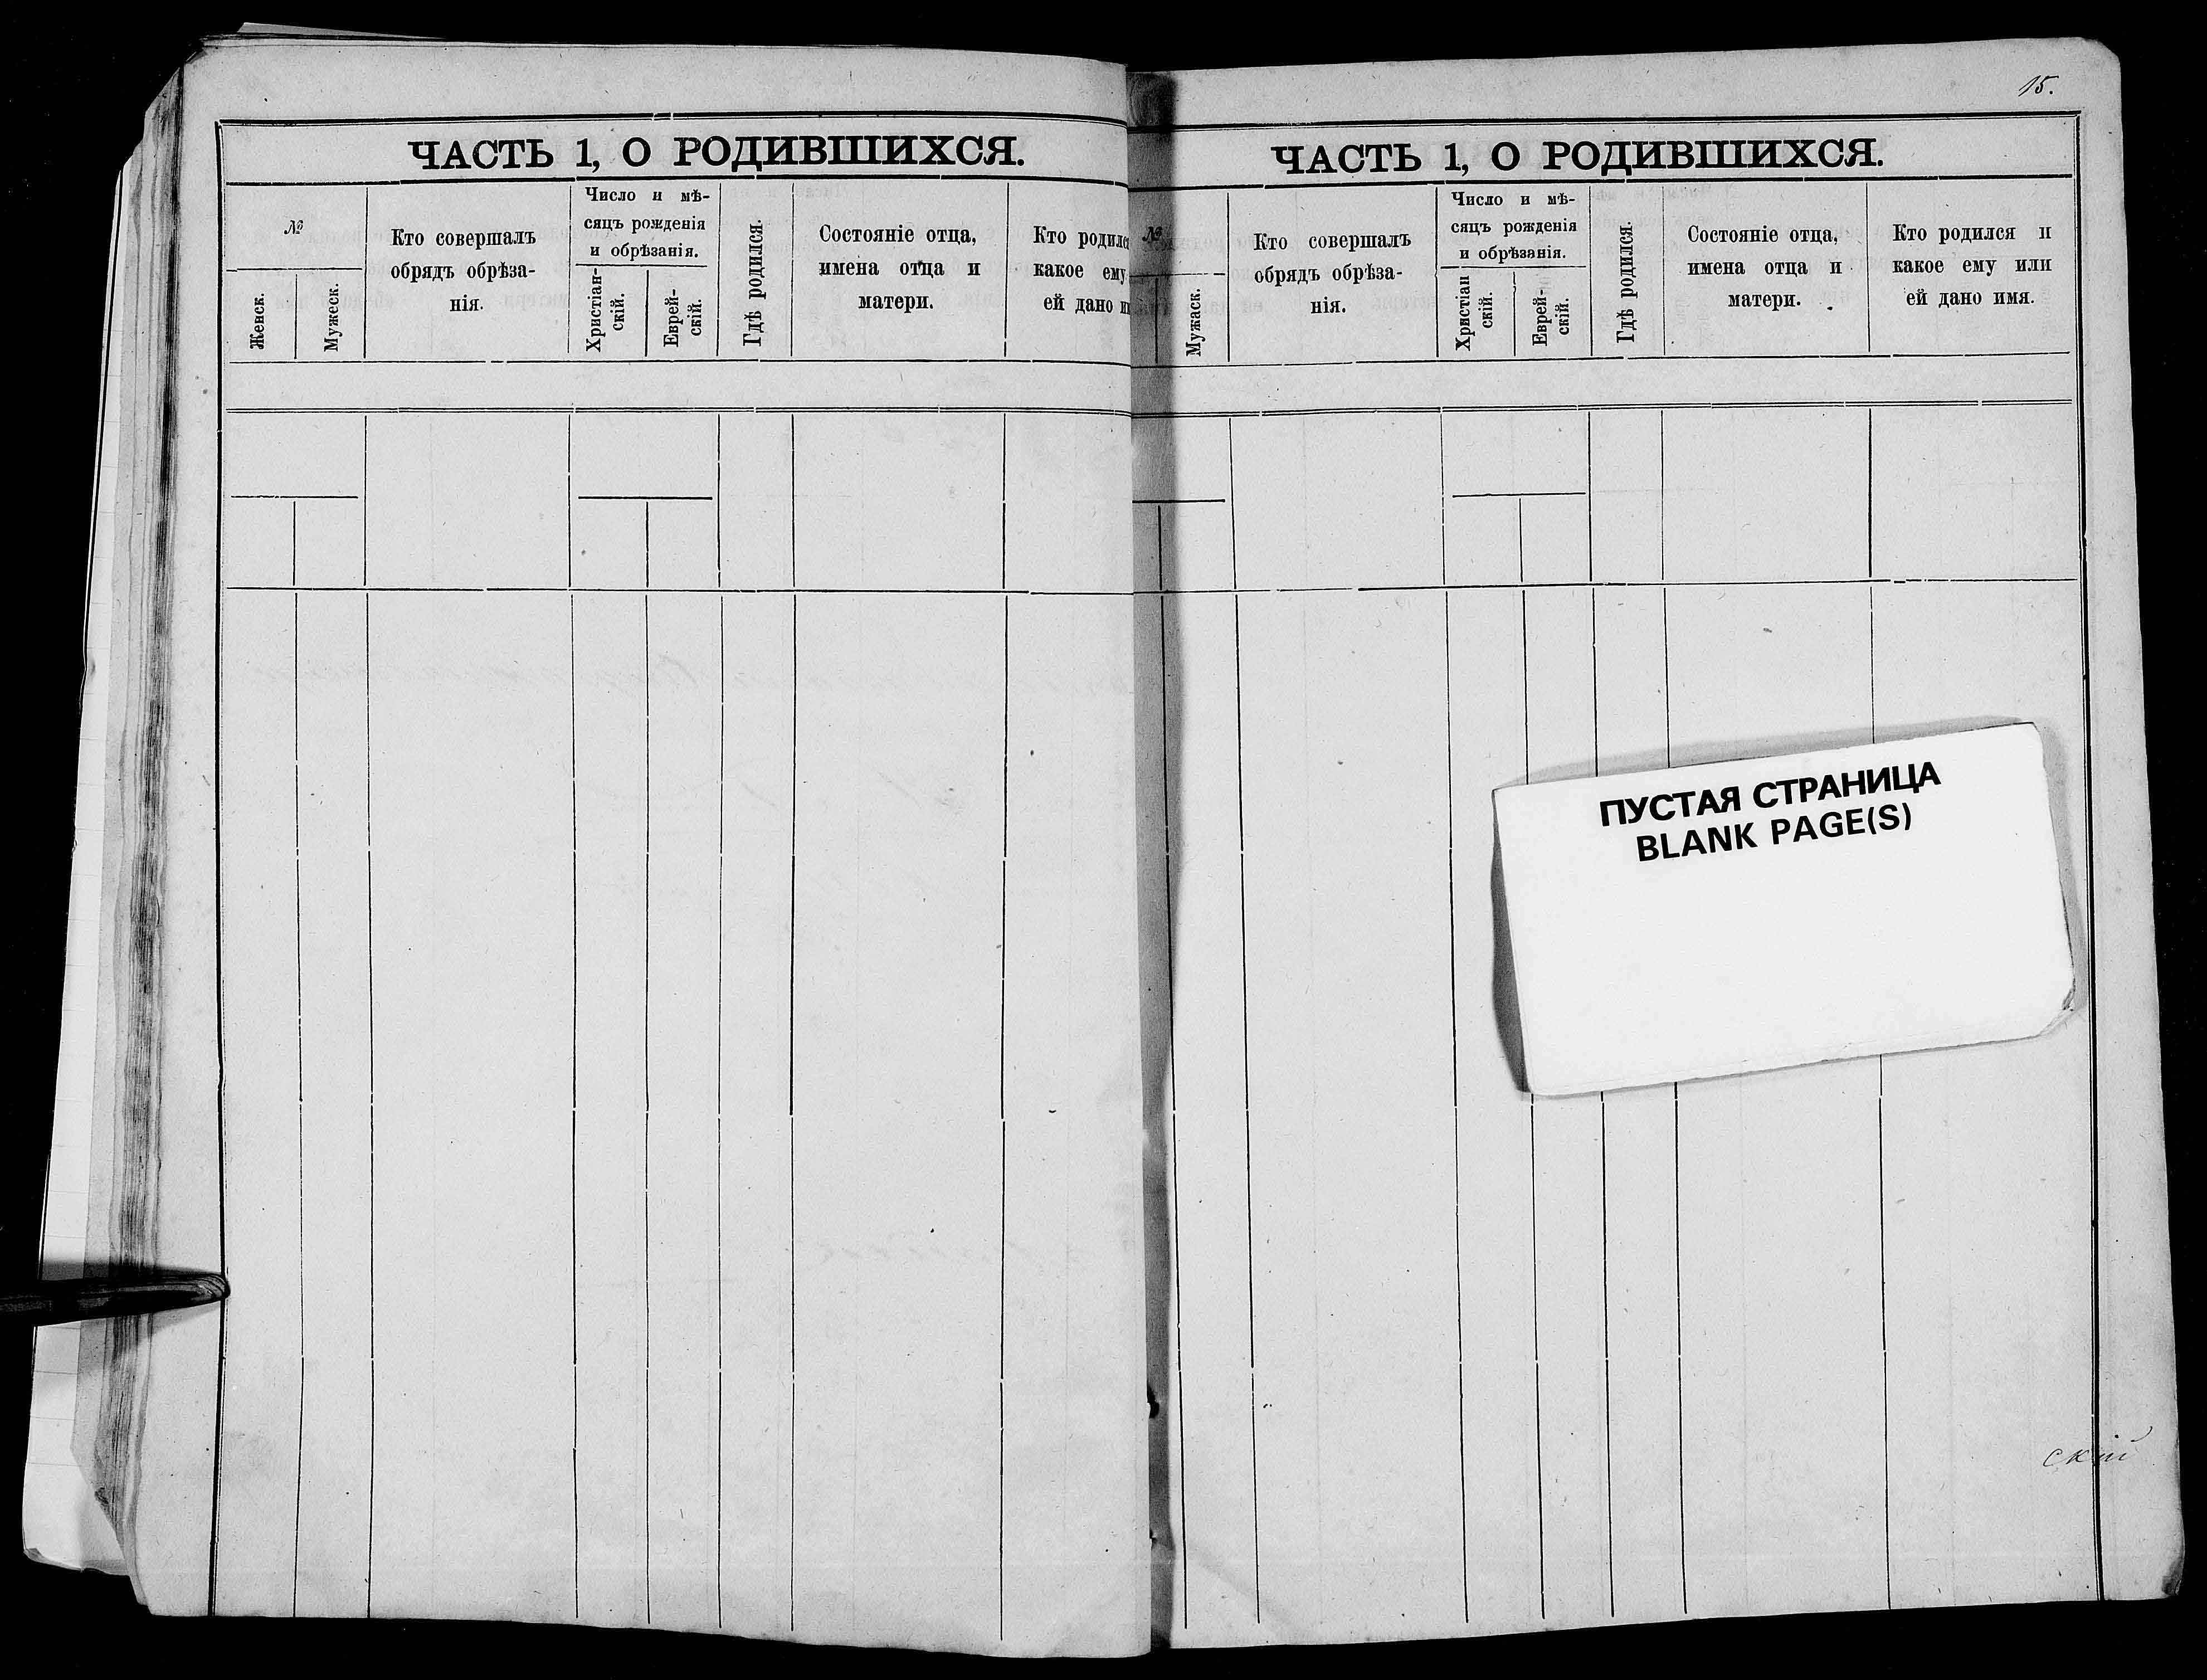 15.
ЧАСТЬ 1, О РОДИВШИХСЯ.
№
Женск.
Мужеск.
Кто совершалъ
обрядъ обрѣза-
нія.
Число и мѣ-
сяцъ рожденія
и обрѣзанія.
Христіан-
скій.
Еврей-
скій.
Гдѣ родился.
Состояніе отца,
имена отца и
матери.
Кто родилс
какое ему
ей дано и
ЧАСТЬ 1, О РОДИВШИХСЯ.
№
Мужаск.
Кто совершалъ
обрядъ обрѣза-
нія.
Число и мѣ-
сяцъ рожденія
и обрѣзанія.
Христіан
скій.
Еврей-
скій.
Гдѣ родился.
Состояніе отца,
имена отца и
матери.
Кто родился и
какое ему или
ей дано имя.
ПУСТАЯ СТРАНИЦА
BLANK PAGE(S)
скій